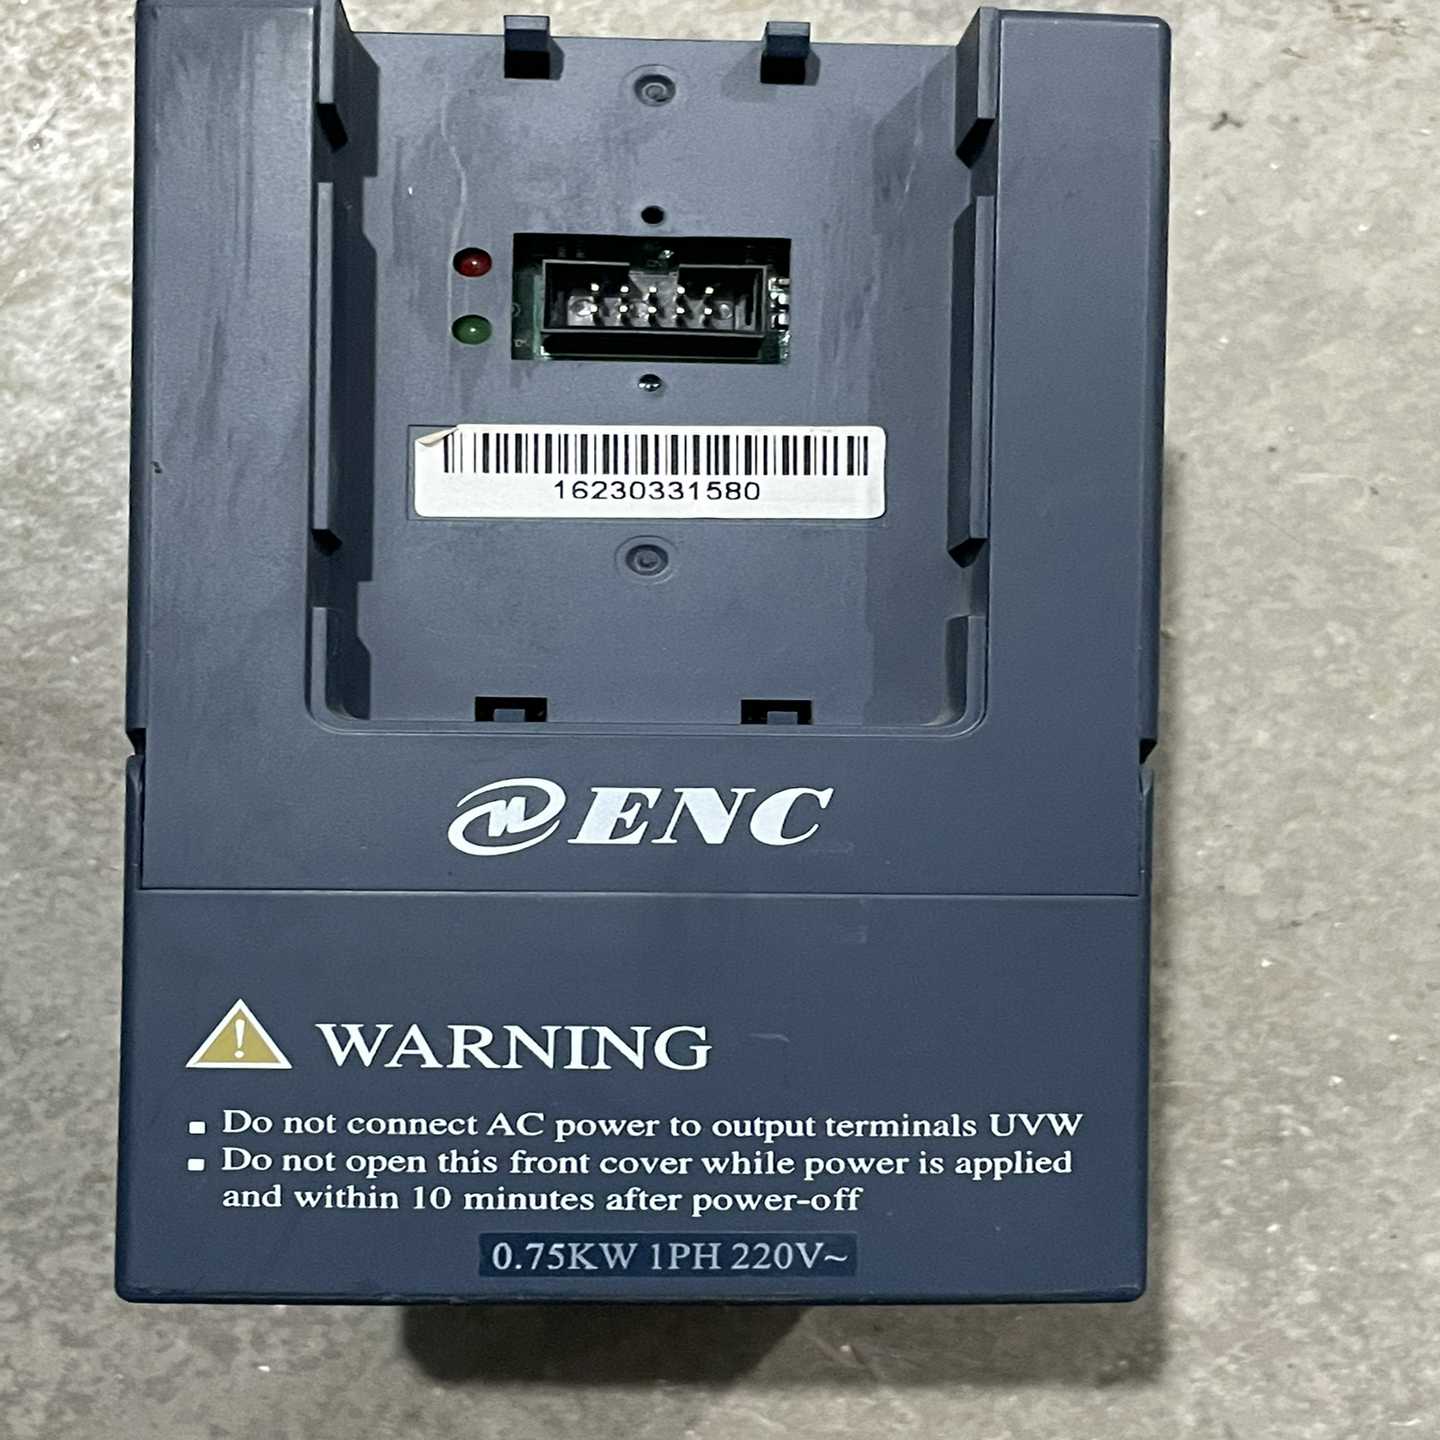 16230331580
ENC
WARNING
Do not connect AC power to output terminals UVW
Do not open this front cover while power is applied
and within 10 minutes after power-off
0.75KW 1PH 220V~